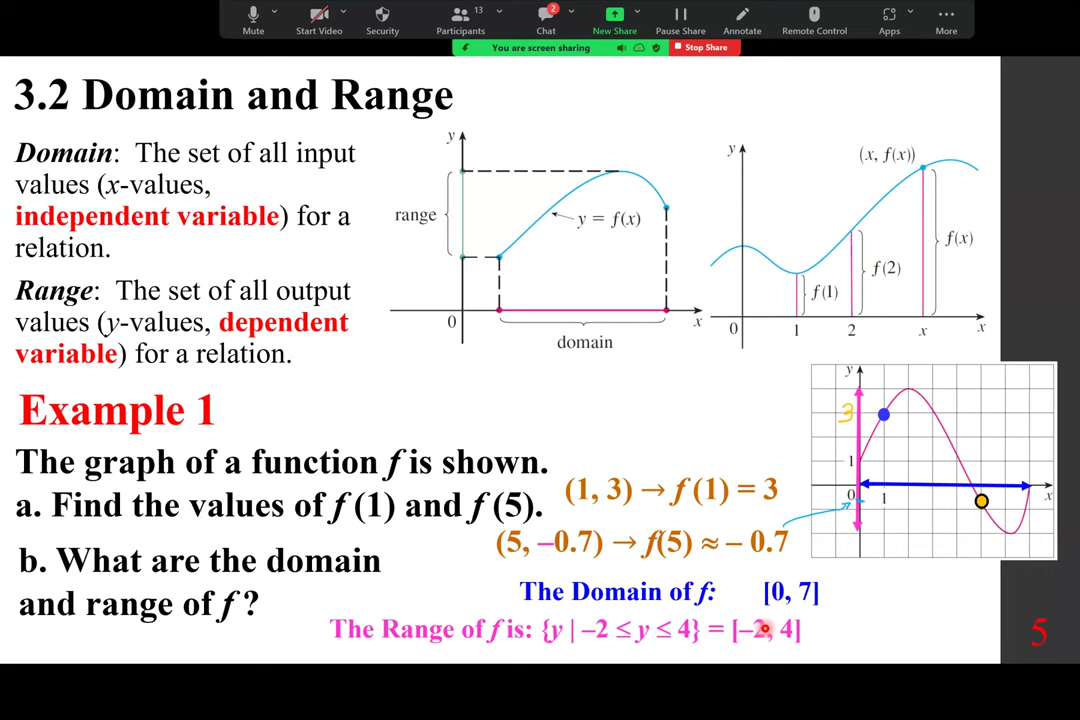 Mute
Start Video
Security
13
Participants
2
Chat
New Share
Pause Share
Annotate
Remote Control
Apps
More
You are screen sharing
Stop Share
3.2 Domain and Range
Domain: The set of all input
values (x-values,
independent variable) for a
relation.
Range: The set of all output
values (y-values, dependent
variable) for a relation.
y
range
y = f(x)
0
x
domain
y
(x, f(x))
f(x)
f(2)
f(1)
0
1
2
x
x
Example 1
The graph of a function f is shown.
a. Find the values of f (1) and f (5).
b. What are the domain
and range of f ?
(1, 3) → f (1) = 3
(5, –0.7) → f(5) ≈ – 0.7
The Domain of f: [0, 7]
The Range of f is: {y | –2 ≤ y ≤ 4} = [–2, 4]
y
3
1
0
1
x
5